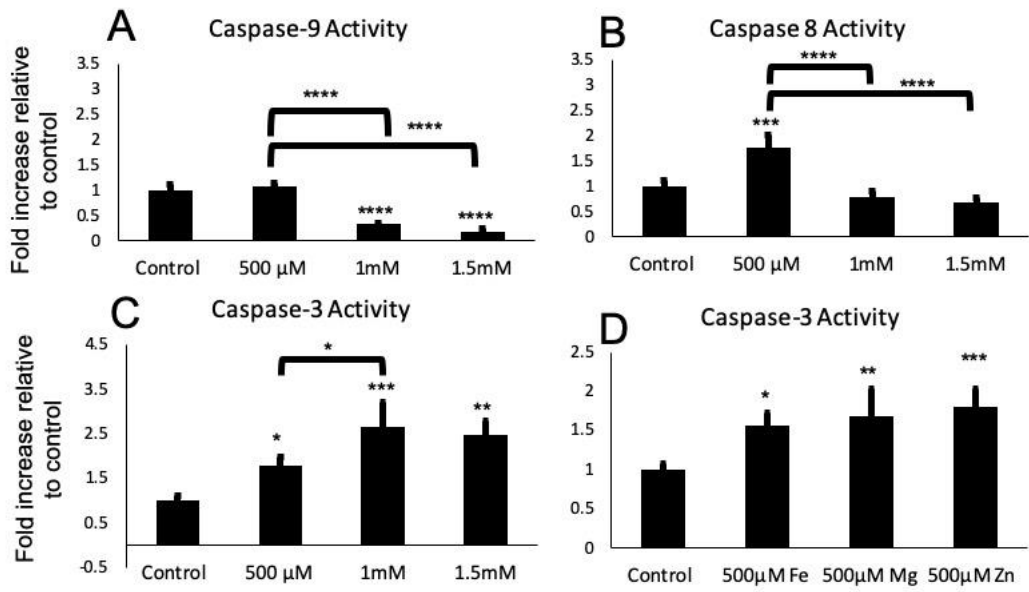 A
Caspase-9 Activity
Fold increase relative
to control
3.5
3
2.5
2
1.5
1
0.5
0
****
****
****
****
Control
500 µM
1mM
1.5mM
B
Caspase 8 Activity
3.5
3
2.5
2
1.5
1
0.5
0
****
****
***
Control
500 µM
1mM
1.5mM
C
Caspase-3 Activity
Fold increase relative
to control
4.5
3.5
2.5
1.5
0.5
-0.5
*
*
***
**
Control
500 µM
1mM
1.5mM
D
Caspase-3 Activity
2.5
2
1.5
1
0.5
0
*
**
***
Control
500µM Fe
500µM Mg
500µM Zn